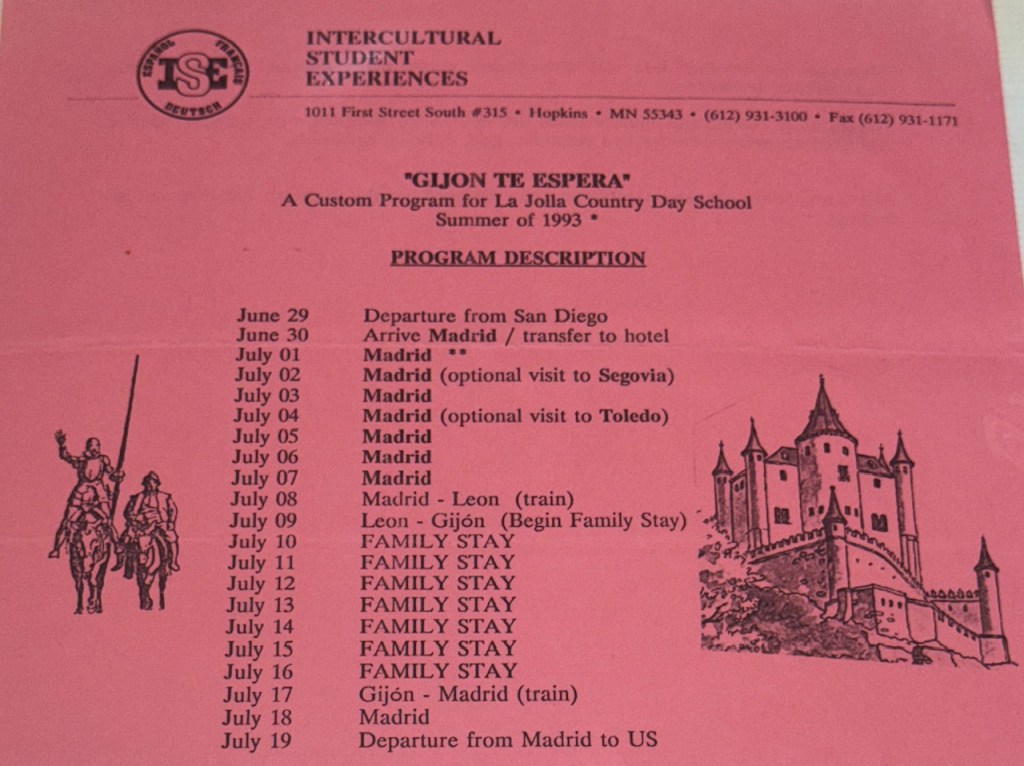 ESPAÑOL FRANCAIS
ISE
DEUTSCH
INTERCULTURAL
STUDENT
EXPERIENCES
1011 First Street South #315 • Hopkins • MN 55343 • (612) 931-3100 • Fax (612) 931-1171
"GIJON TE ESPERA"
A Custom Program for La Jolla Country Day School
Summer of 1993 *
PROGRAM DESCRIPTION
June 29 Departure from San Diego
June 30 Arrive Madrid / transfer to hotel
July 01 Madrid **
July 02 Madrid (optional visit to Segovia)
July 03 Madrid
July 04 Madrid (optional visit to Toledo)
July 05 Madrid
July 06 Madrid
July 07 Madrid
July 08 Madrid - Leon (train)
July 09 Leon - Gijón (Begin Family Stay)
July 10 FAMILY STAY
July 11 FAMILY STAY
July 12 FAMILY STAY
July 13 FAMILY STAY
July 14 FAMILY STAY
July 15 FAMILY STAY
July 16 FAMILY STAY
July 17 Gijón - Madrid (train)
July 18 Madrid
July 19 Departure from Madrid to US